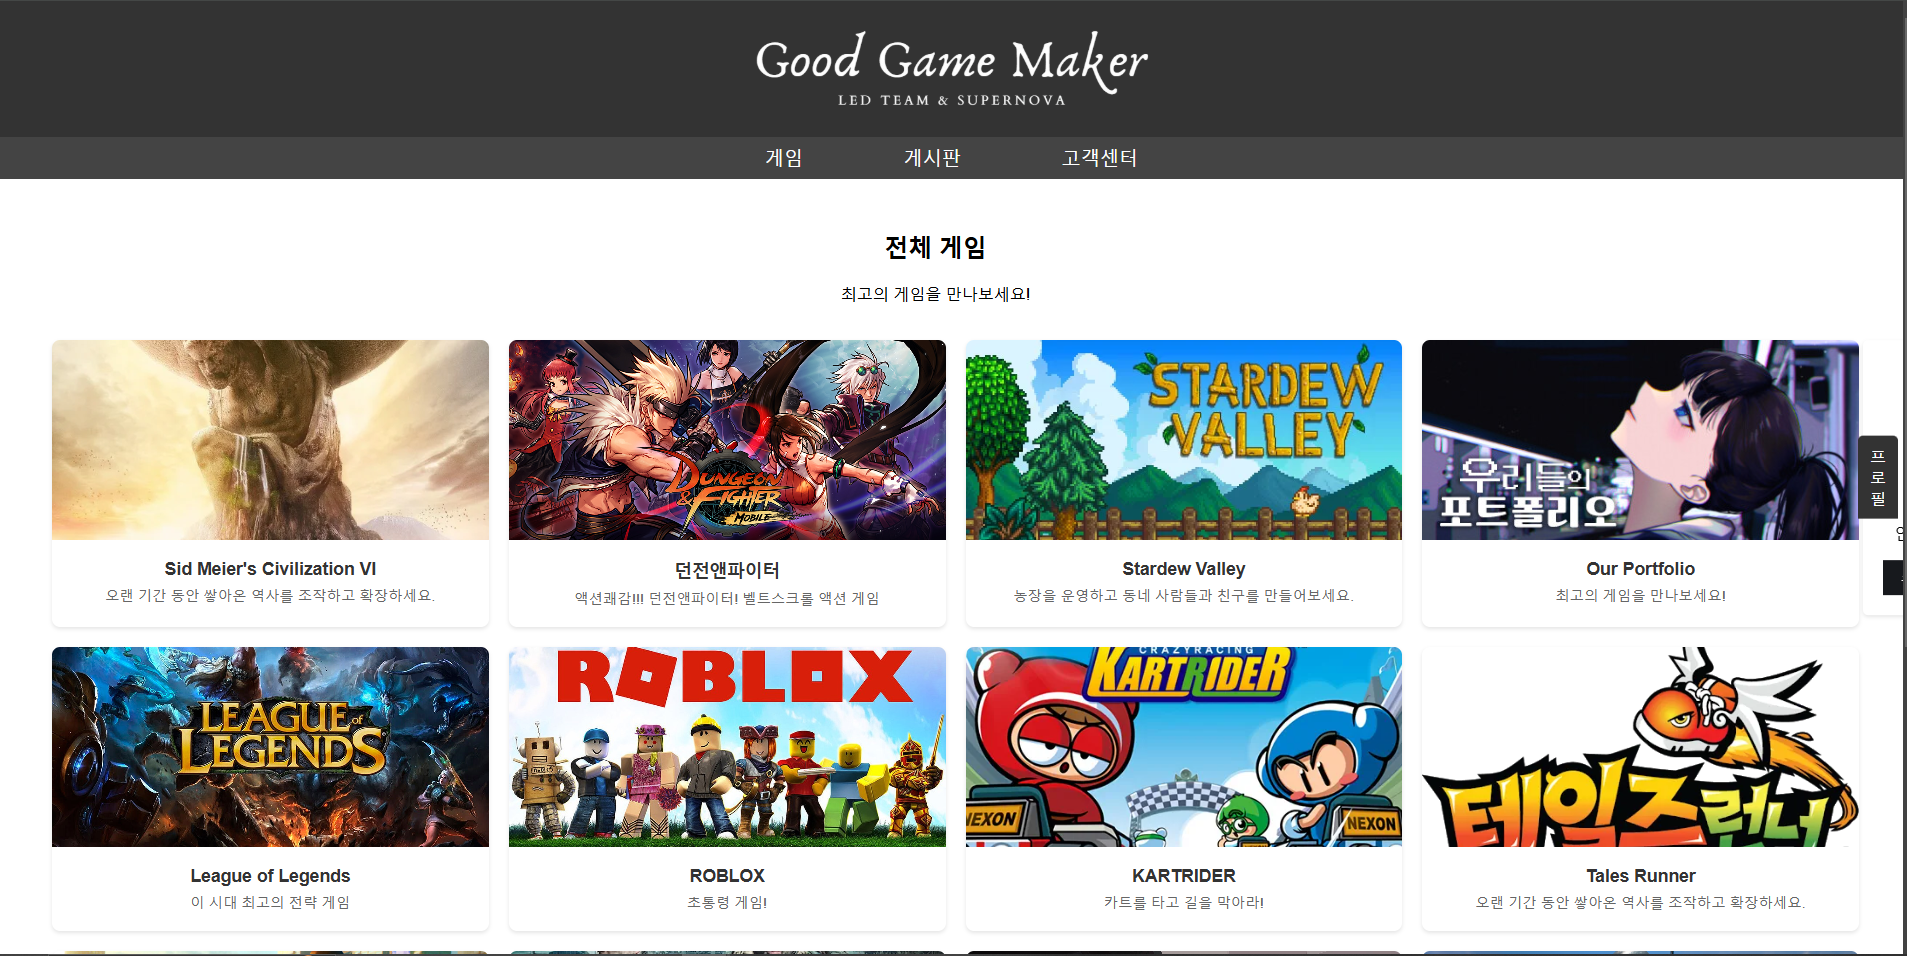 Good Game Maker
LED TEAM & SUPERNOVA
게임 게시판 고객센터
전체 게임
최고의 게임을 만나보세요!
DUNGEON
& FIGHTER
MOBILE
STARDEW
VALLEY
우리들의
포트폴리오
프
로
필
Sid Meier's Civilization VI
오랜 기간 동안 쌓아온 역사를 조작하고 확장하세요.
던전앤파이터
액션쾌감!!! 던전앤파이터! 벨트스크롤 액션 게임
Stardew Valley
농장을 운영하고 동네 사람들과 친구를 만들어보세요.
Our Portfolio
최고의 게임을 만나보세요!
LEAGUE of
LEGENDS
ROBLOX
CRAZYRACING
KARTRIDER
NEXON
NEXON
테일즈런너
League of Legends
이 시대 최고의 전략 게임
ROBLOX
초통령 게임!
KARTRIDER
카트를 타고 길을 막아라!
Tales Runner
오랜 기간 동안 쌓아온 역사를 조작하고 확장하세요.